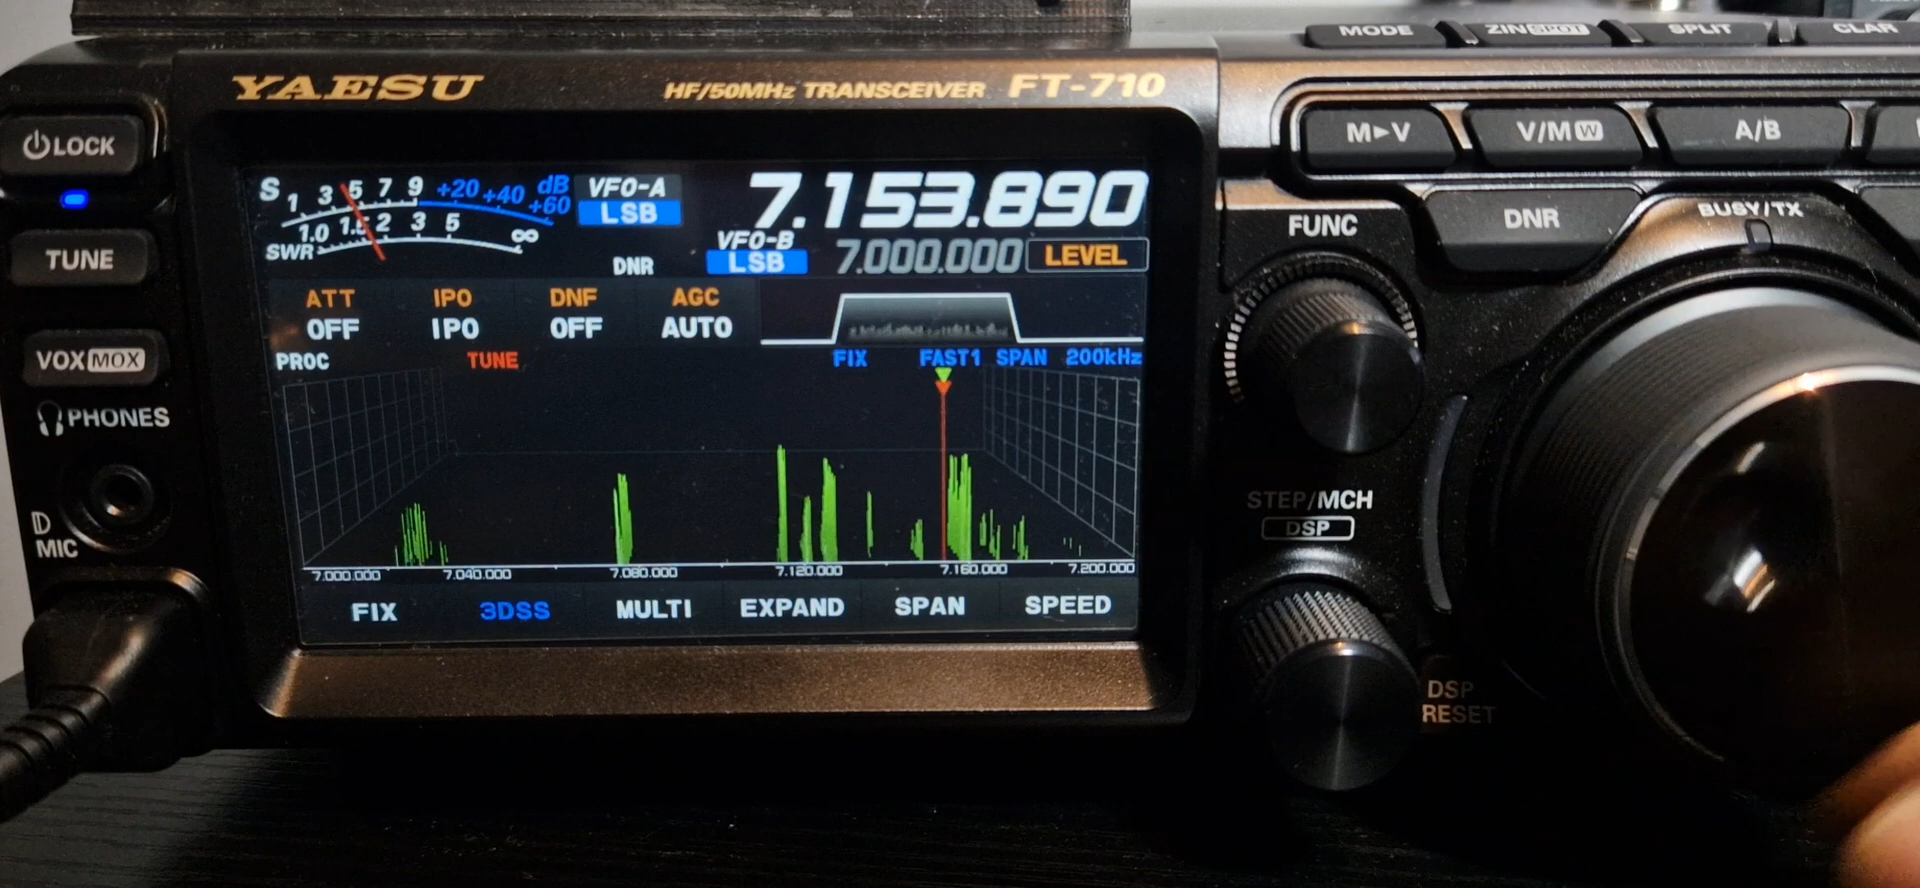 MODE ZIN SPOT SPLIT CLAR
YAESU HF/50MHz TRANSCEIVER FT-710
LOCK
M►V V/M W A/B
S 1 3 5 7 9 +20 +40 +60 dB
VFO-A
LSB
7.153.890
SWR 1.0 1.5 2 3 5 ∞
DNR
VFO-B
LSB
7.000.000
LEVEL
FUNC
DNR
BUSY/TX
TUNE
ATT IPO DNF AGC
OFF IPO OFF AUTO
PROC TUNE FIX FAST1 SPAN 200kHz
VOX MOX
PHONES
MIC
7.000.000 7.040.000 7.080.000 7.120.000 7.160.000 7.200.000
FIX 3DSS MULTI EXPAND SPAN SPEED
STEP/MCH
DSP
DSP
RESET